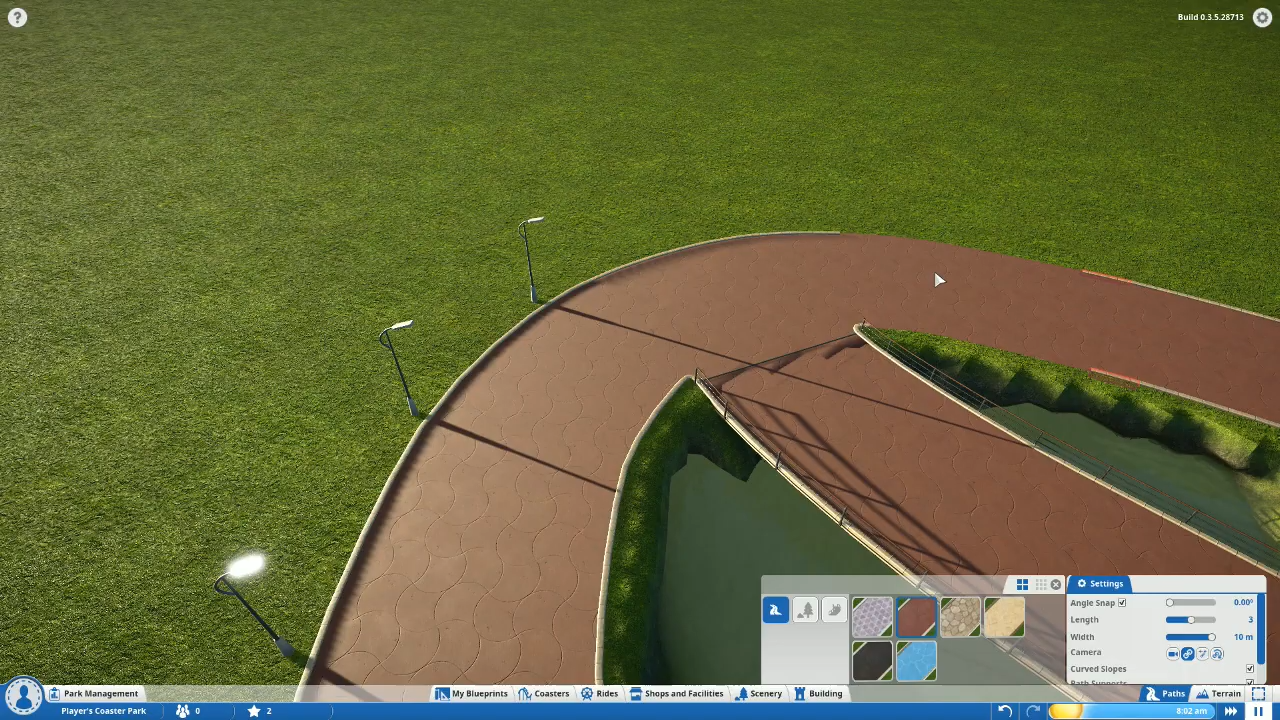 ?
Build 0.3.5.28713
Settings
Angle Snap 0.00°
Length 3
Width 10 m
Camera
Curved Slopes
Path Supports
Park Management
My Blueprints Coasters Rides Shops and Facilities Scenery Building
Paths Terrain
Player's Coaster Park 0 2
8:02 am